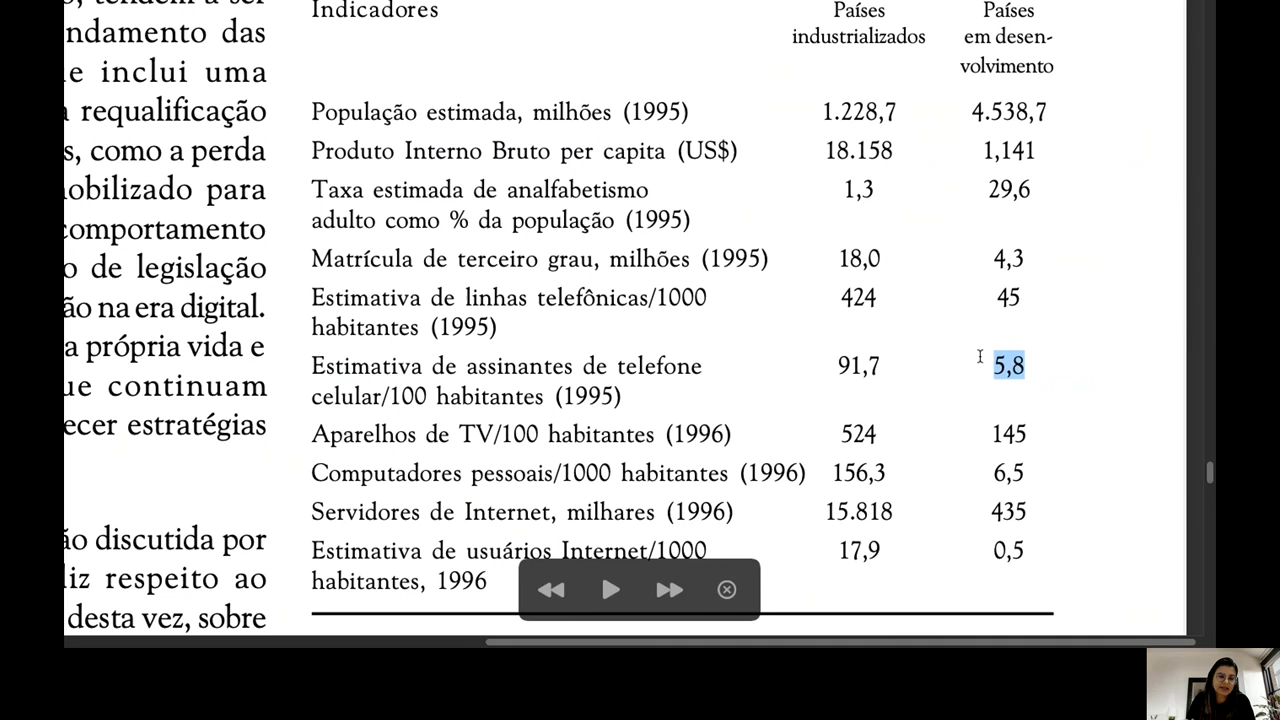 ndamento das
e inclui uma
requalificação
s, como a perda
mobilizado para
comportamento
o de legislação
ão na era digital.
a própria vida e
ue continuam
ecer estratégias
ão discutida por
liz respeito ao
desta vez, sobre
Indicadores
Países industrializados
Países em desen-
volvimento
População estimada, milhões (1995) 1.228,7 4.538,7
Produto Interno Bruto per capita (US$) 18.158 1,141
Taxa estimada de analfabetismo 1,3 29,6
adulto como % da população (1995)
Matrícula de terceiro grau, milhões (1995) 18,0 4,3
Estimativa de linhas telefônicas/1000 424 45
habitantes (1995)
Estimativa de assinantes de telefone 91,7 5,8
celular/100 habitantes (1995)
Aparelhos de TV/100 habitantes (1996) 524 145
Computadores pessoais/1000 habitantes (1996) 156,3 6,5
Servidores de Internet, milhares (1996) 15.818 435
Estimativa de usuários Internet/1000 17,9 0,5
habitantes, 1996